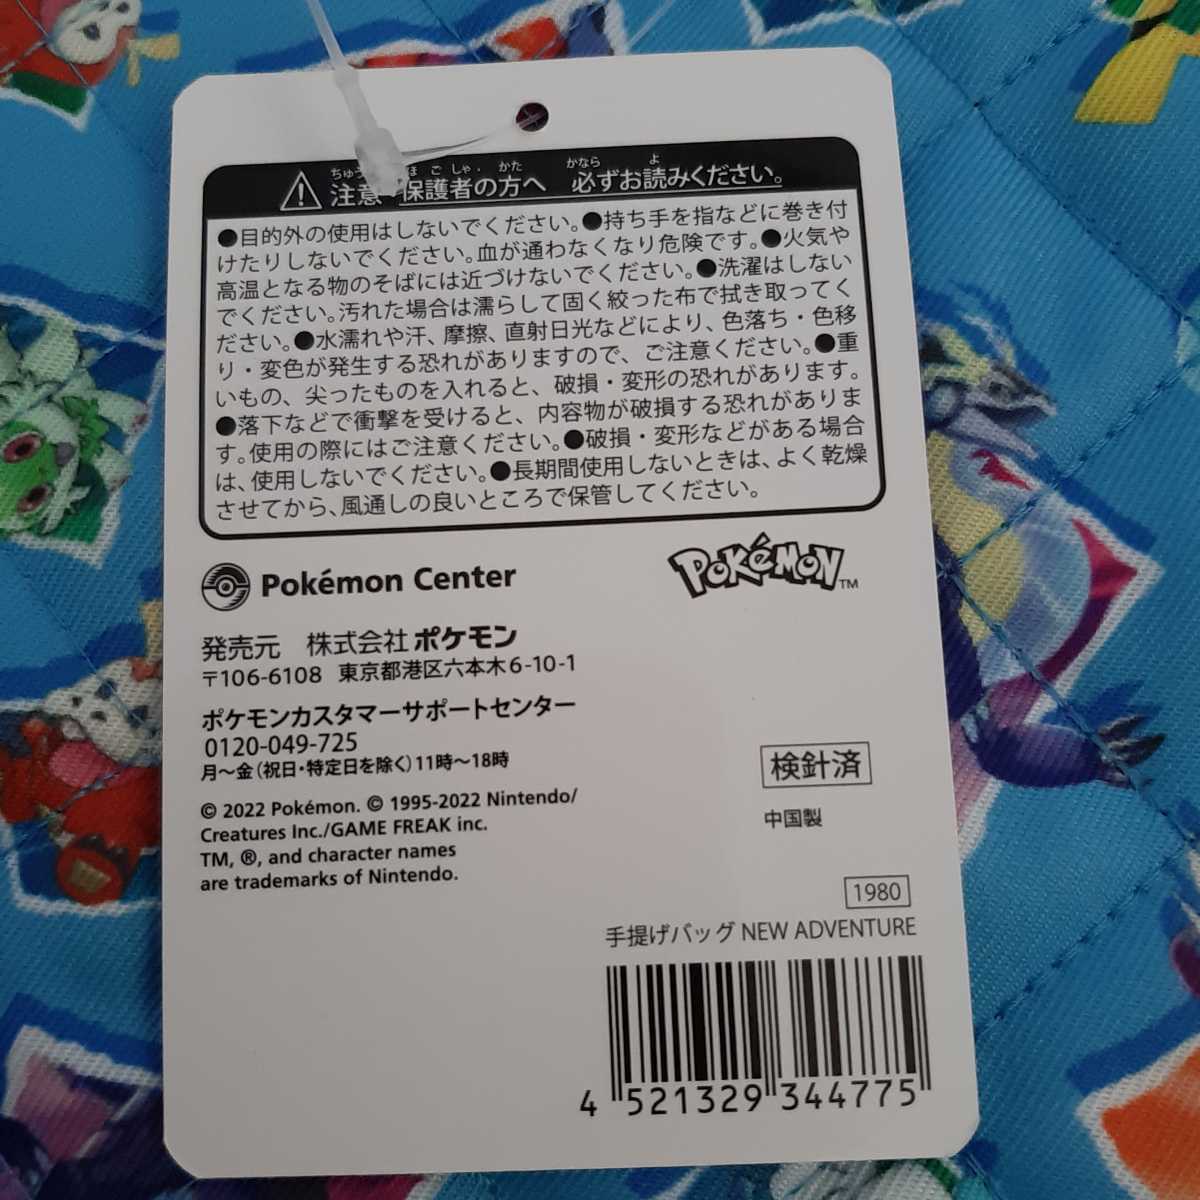 注意 保護者の方へ 必ずお読みください。
●目的外の使用はしないでください。●持ち手を指などに巻き付
けたりしないでください。血が通わなくなり危険です。●火気や
高温となる物のそばには近づけないでください。●洗濯はしない
でください。汚れた場合は濡らして固く絞った布で拭き取ってく
ださい。●水濡れや汗、摩擦、直射日光などにより、色落ち・色移
り・変色が発生する恐れがありますので、ご注意ください。●重
いもの、尖ったものを入れると、破損・変形の恐れがあります。
●落下などで衝撃を受けると、内容物が破損する恐れがありま
す。使用の際にはご注意ください。●破損・変形などがある場合
は、使用しないでください。●長期間使用しないときは、よく乾燥
させてから、風通しの良いところで保管してください。
Pokémon Center
POKéMON™
発売元 株式会社ポケモン
〒106-6108 東京都港区六本木6-10-1
ポケモンカスタマーサポートセンター
0120-049-725
月～金(祝日・特定日を除く)11時～18時
© 2022 Pokémon. © 1995-2022 Nintendo/
Creatures Inc./GAME FREAK inc.
TM, ®, and character names
are trademarks of Nintendo.
検針済
中国製
1980
手提げバッグ NEW ADVENTURE
4 521329 344775